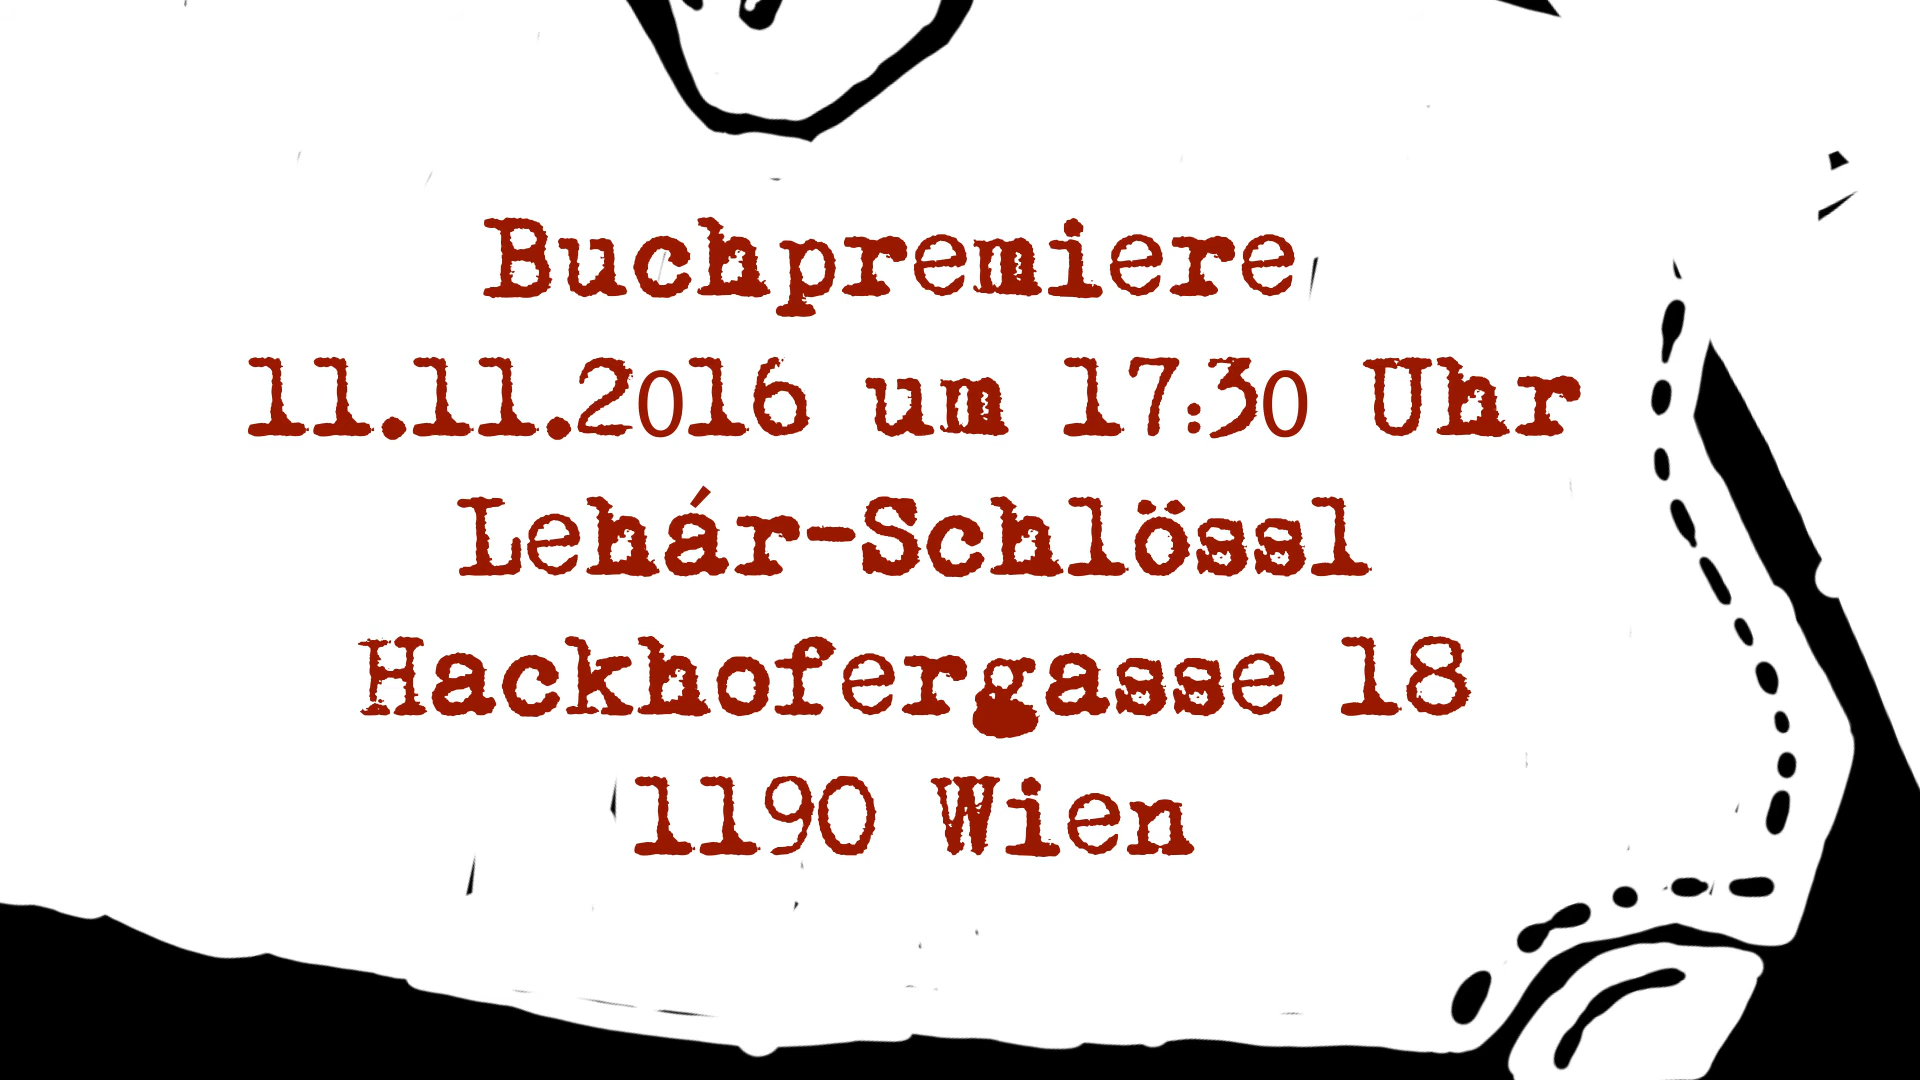 Buchpremiere
11.11.2016 um 17:30 Uhr
Lehár-Schlössl
Hackhofergasse 18
1190 Wien